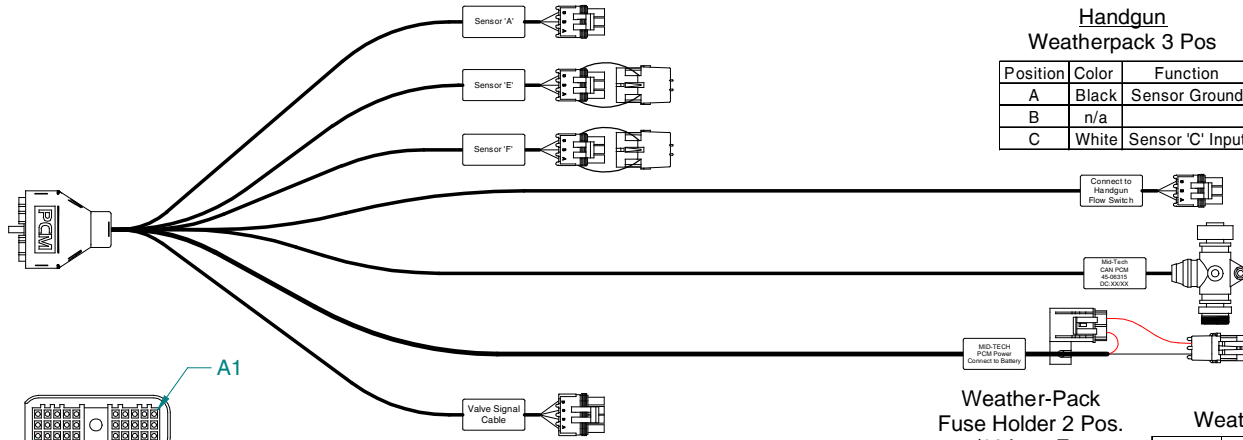 Handgun
Weatherpack 3 Pos
Position Color Function
A Black Sensor Ground
B n/a
C White Sensor 'C' Input
Sensor 'A'
Sensor 'E'
Sensor 'F'
Connect to
Handgun
Flow Switch
PCM
Mid-Tech
CAN PCM
45-06315
DC:XX/XX
MID-TECH
PCM Power
Connect to Battery
A1
Valve Signal
Cable
Weather-Pack
Fuse Holder 2 Pos.